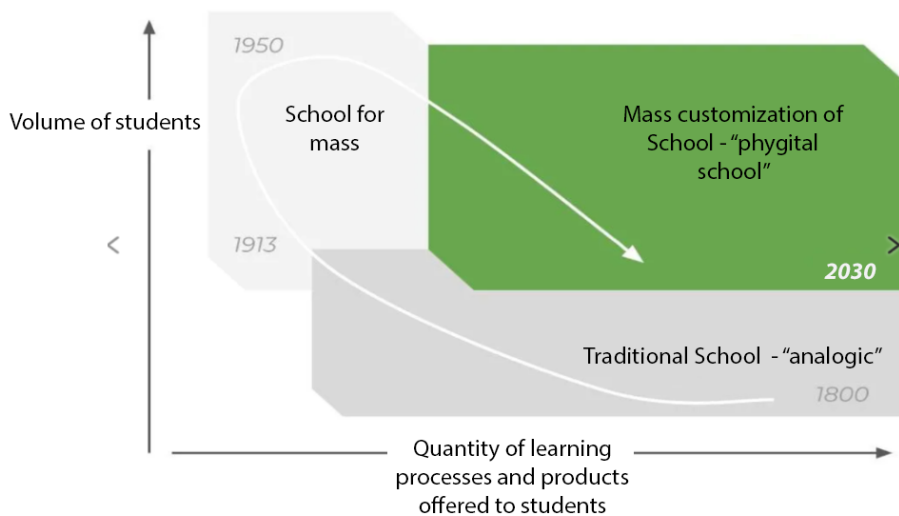 1950
Volume of students
School for
mass
Mass customization of
School - “phygital
school”
1913
2030
Traditional School - “analogic”
1800
Quantity of learning
processes and products
offered to students